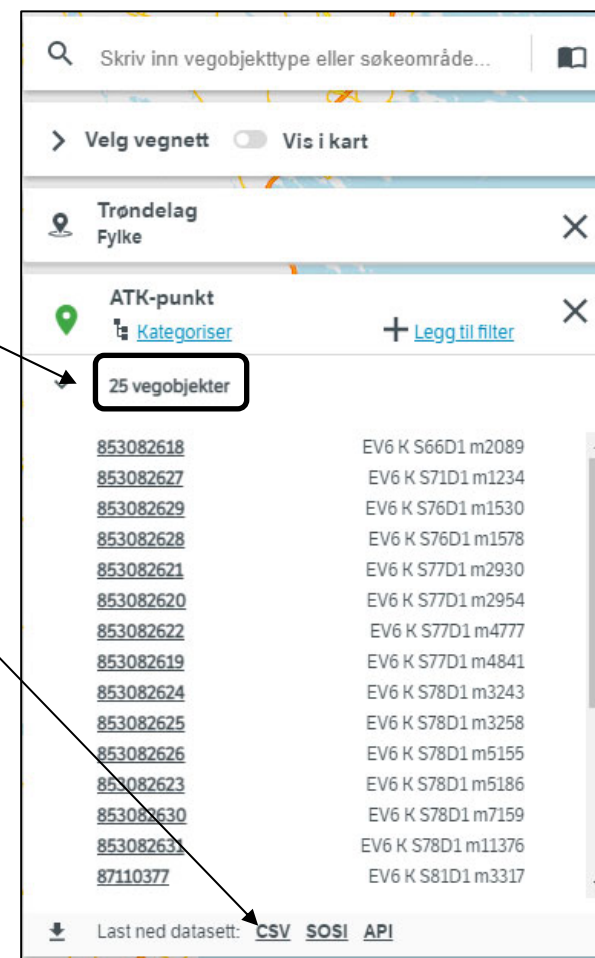 Skriv inn vegobjekttype eller søkeområde...
Velg vegnett Vis i kart
Trøndelag
Fylke
ATK-punkt
Kategoriser Legg til filter
25 vegobjekter
853082618 EV6 K S66D1 m2089
853082627 EV6 K S71D1 m1234
853082629 EV6 K S76D1 m1530
853082628 EV6 K S76D1 m1578
853082621 EV6 K S77D1 m2930
853082620 EV6 K S77D1 m2954
853082622 EV6 K S77D1 m4777
853082619 EV6 K S77D1 m4841
853082624 EV6 K S78D1 m3243
853082625 EV6 K S78D1 m3258
853082626 EV6 K S78D1 m5155
853082623 EV6 K S78D1 m5186
853082630 EV6 K S78D1 m7159
853082631 EV6 K S78D1 m11376
87110377 EV6 K S81D1 m3317
Last ned datasett: CSV SOSI API